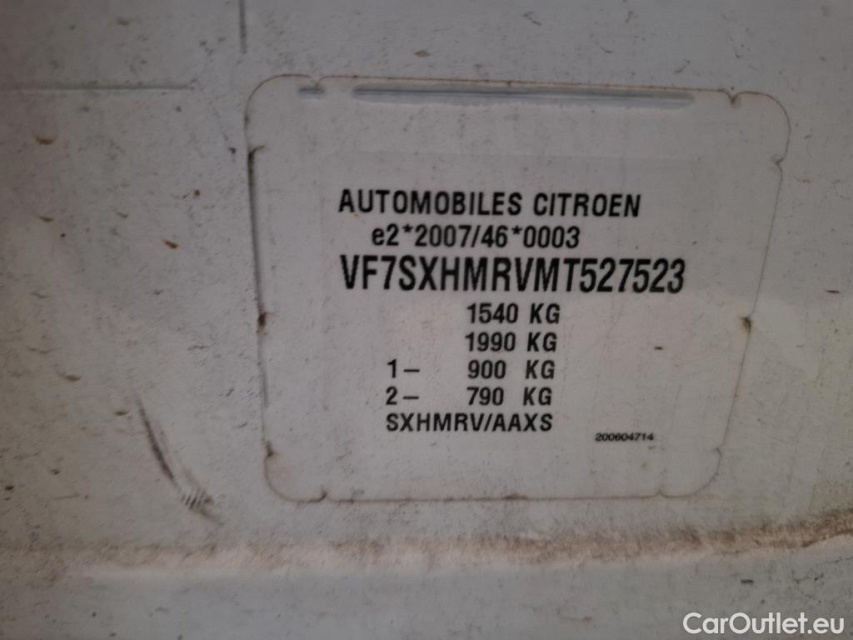 AUTOMOBILES CITROEN
e2*2007/46*0003
VF7SXHMRVMT527523
1540 KG
1990 KG
1– 900 KG
2– 790 KG
SXHMRV/AAXS
200604714
CarOutlet.eu